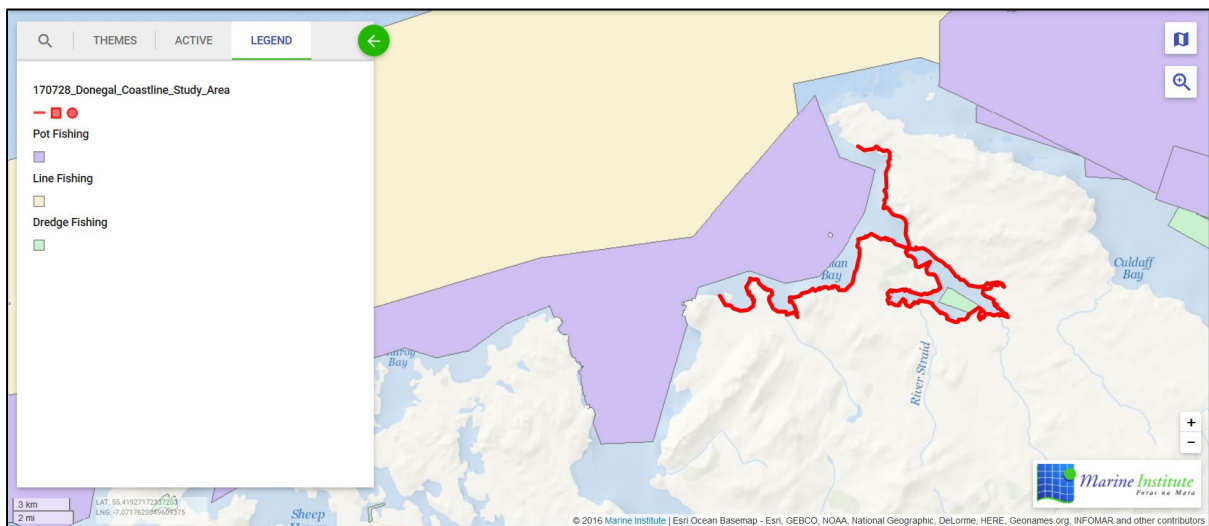 THEMES
ACTIVE
LEGEND
170728_Donegal_Coastline_Study_Area
Pot Fishing
Line Fishing
Dredge Fishing
Bay
Culaff
Bay
Bay
River Straid
Sheep
3 km
2 mi
LAT: 55.41927172337203
LNG: -7.0717620849609375
+
−
Marine Institute
Foras na Mara
© 2016 Marine Institute | Esri Ocean Basemap - Esri, GEBCO, NOAA, National Geographic, DeLorme, HERE, Geonames.org, INFOMAR and other contributors